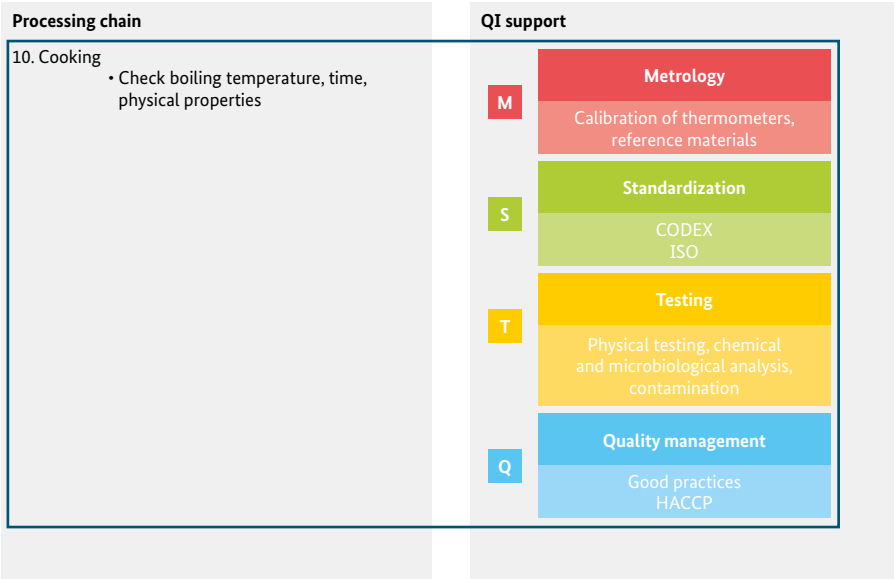 Processing chain
QI support
10. Cooking
• Check boiling temperature, time,
physical properties
M
Metrology
Calibration of thermometers,
reference materials
S
Standardization
CODEX
ISO
T
Testing
Physical testing, chemical
and microbiological analysis,
contamination
Q
Quality management
Good practices
HACCP